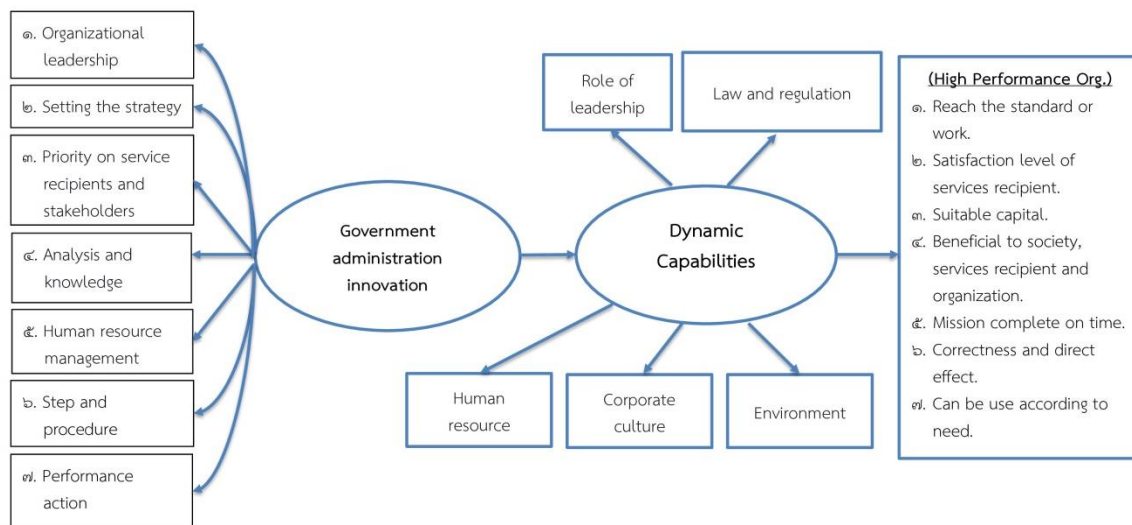 ๑. Organizational
leadership
๒. Setting the strategy
๓. Priority on service
recipients and
stakeholders
๔. Analysis and
knowledge
๕. Human resource
management
๖. Step and
procedure
๗. Performance
action
Government
administration
innovation
Role of
leadership
Law and regulation
Dynamic
Capabilities
Human
resource
Corporate
culture
Environment
(High Performance Org.)
๑. Reach the standard or
work.
๒. Satisfaction level of
services recipient.
๓. Suitable capital.
๔. Beneficial to society,
services recipient and
organization.
๕. Mission complete on time.
๖. Correctness and direct
effect.
๗. Can be use according to
need.